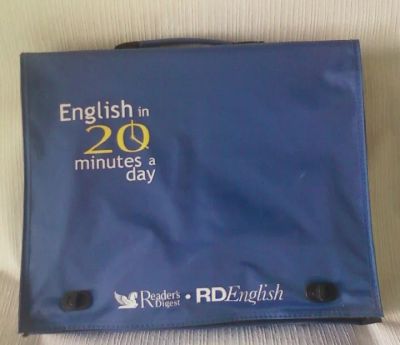 English in
20
minutes a
day
Reader's Digest • RDEnglish